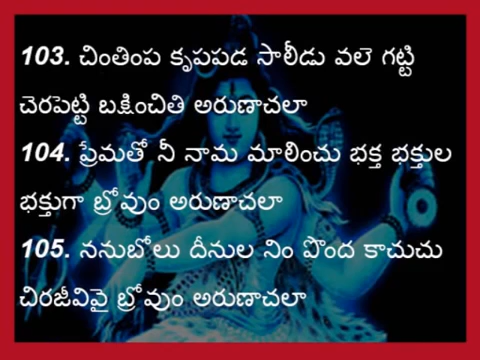 103. చింతింప కృపపడ సాలీడు వలె గట్టి
చెరపెట్టి బక్షించితి అరుణాచలా
104. ప్రేమతో నీ నామ మాలించు భక్త భక్తుల
భక్తుగా బ్రోవుం అరుణాచలా
105. ననుబోలు దీనుల నిం పొంద కాచుచు
చిరజీవివై బ్రోవుం అరుణాచలా